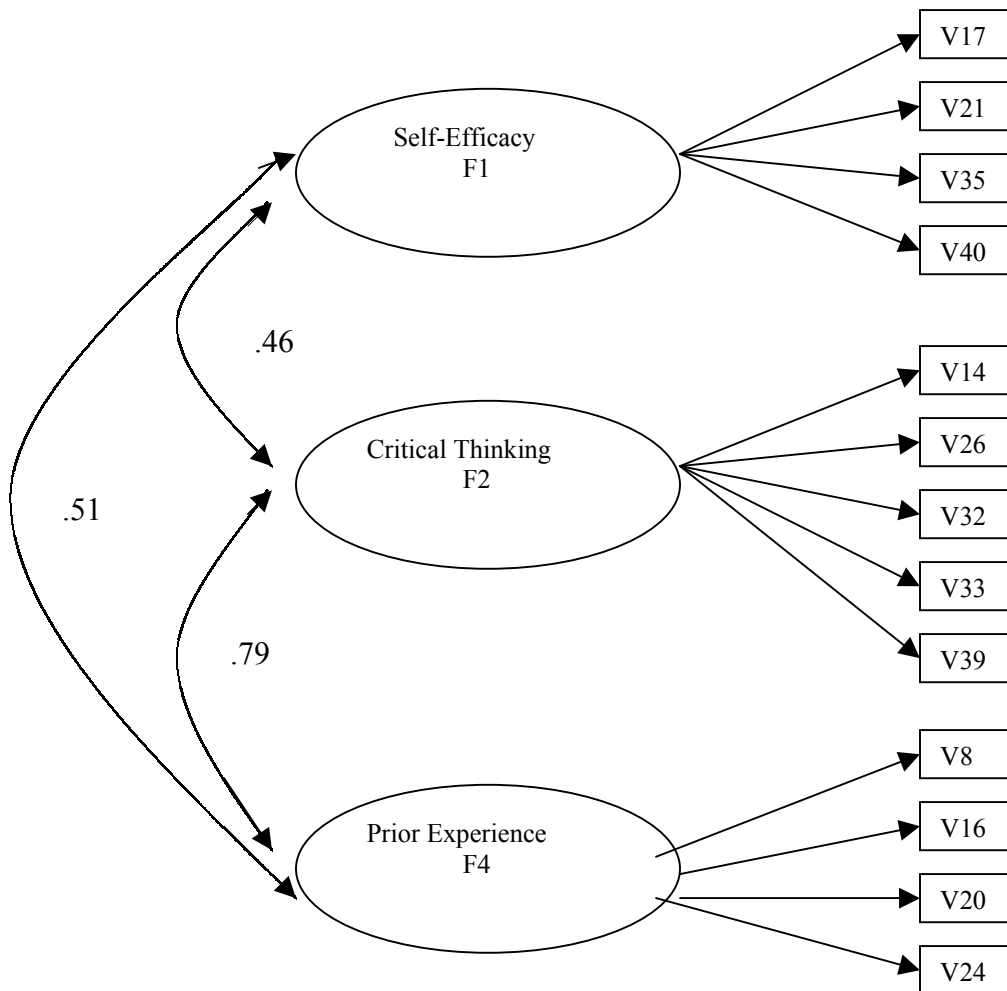 V17
Self-Efficacy
F1
V21
V35
V40
.46
V14
Critical Thinking
F2
V26
.51
V32
V33
.79
V39
V8
Prior Experience
F4
V16
V20
V24